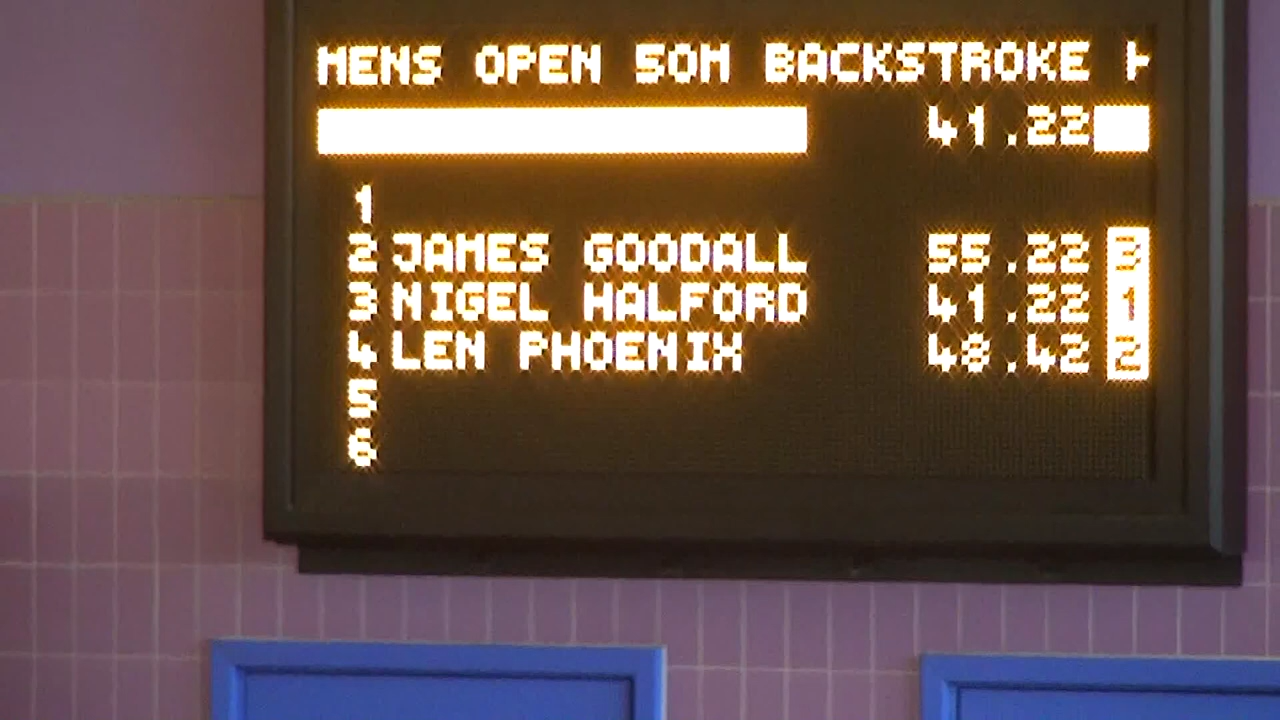 MENS OPEN 50M BACKSTROKE
41.22
1
2 JAMES GOODALL 55.22 3
3 NIGEL HALFORD 41.22 1
4 LEN PHOENIX 48.42 2
5
6